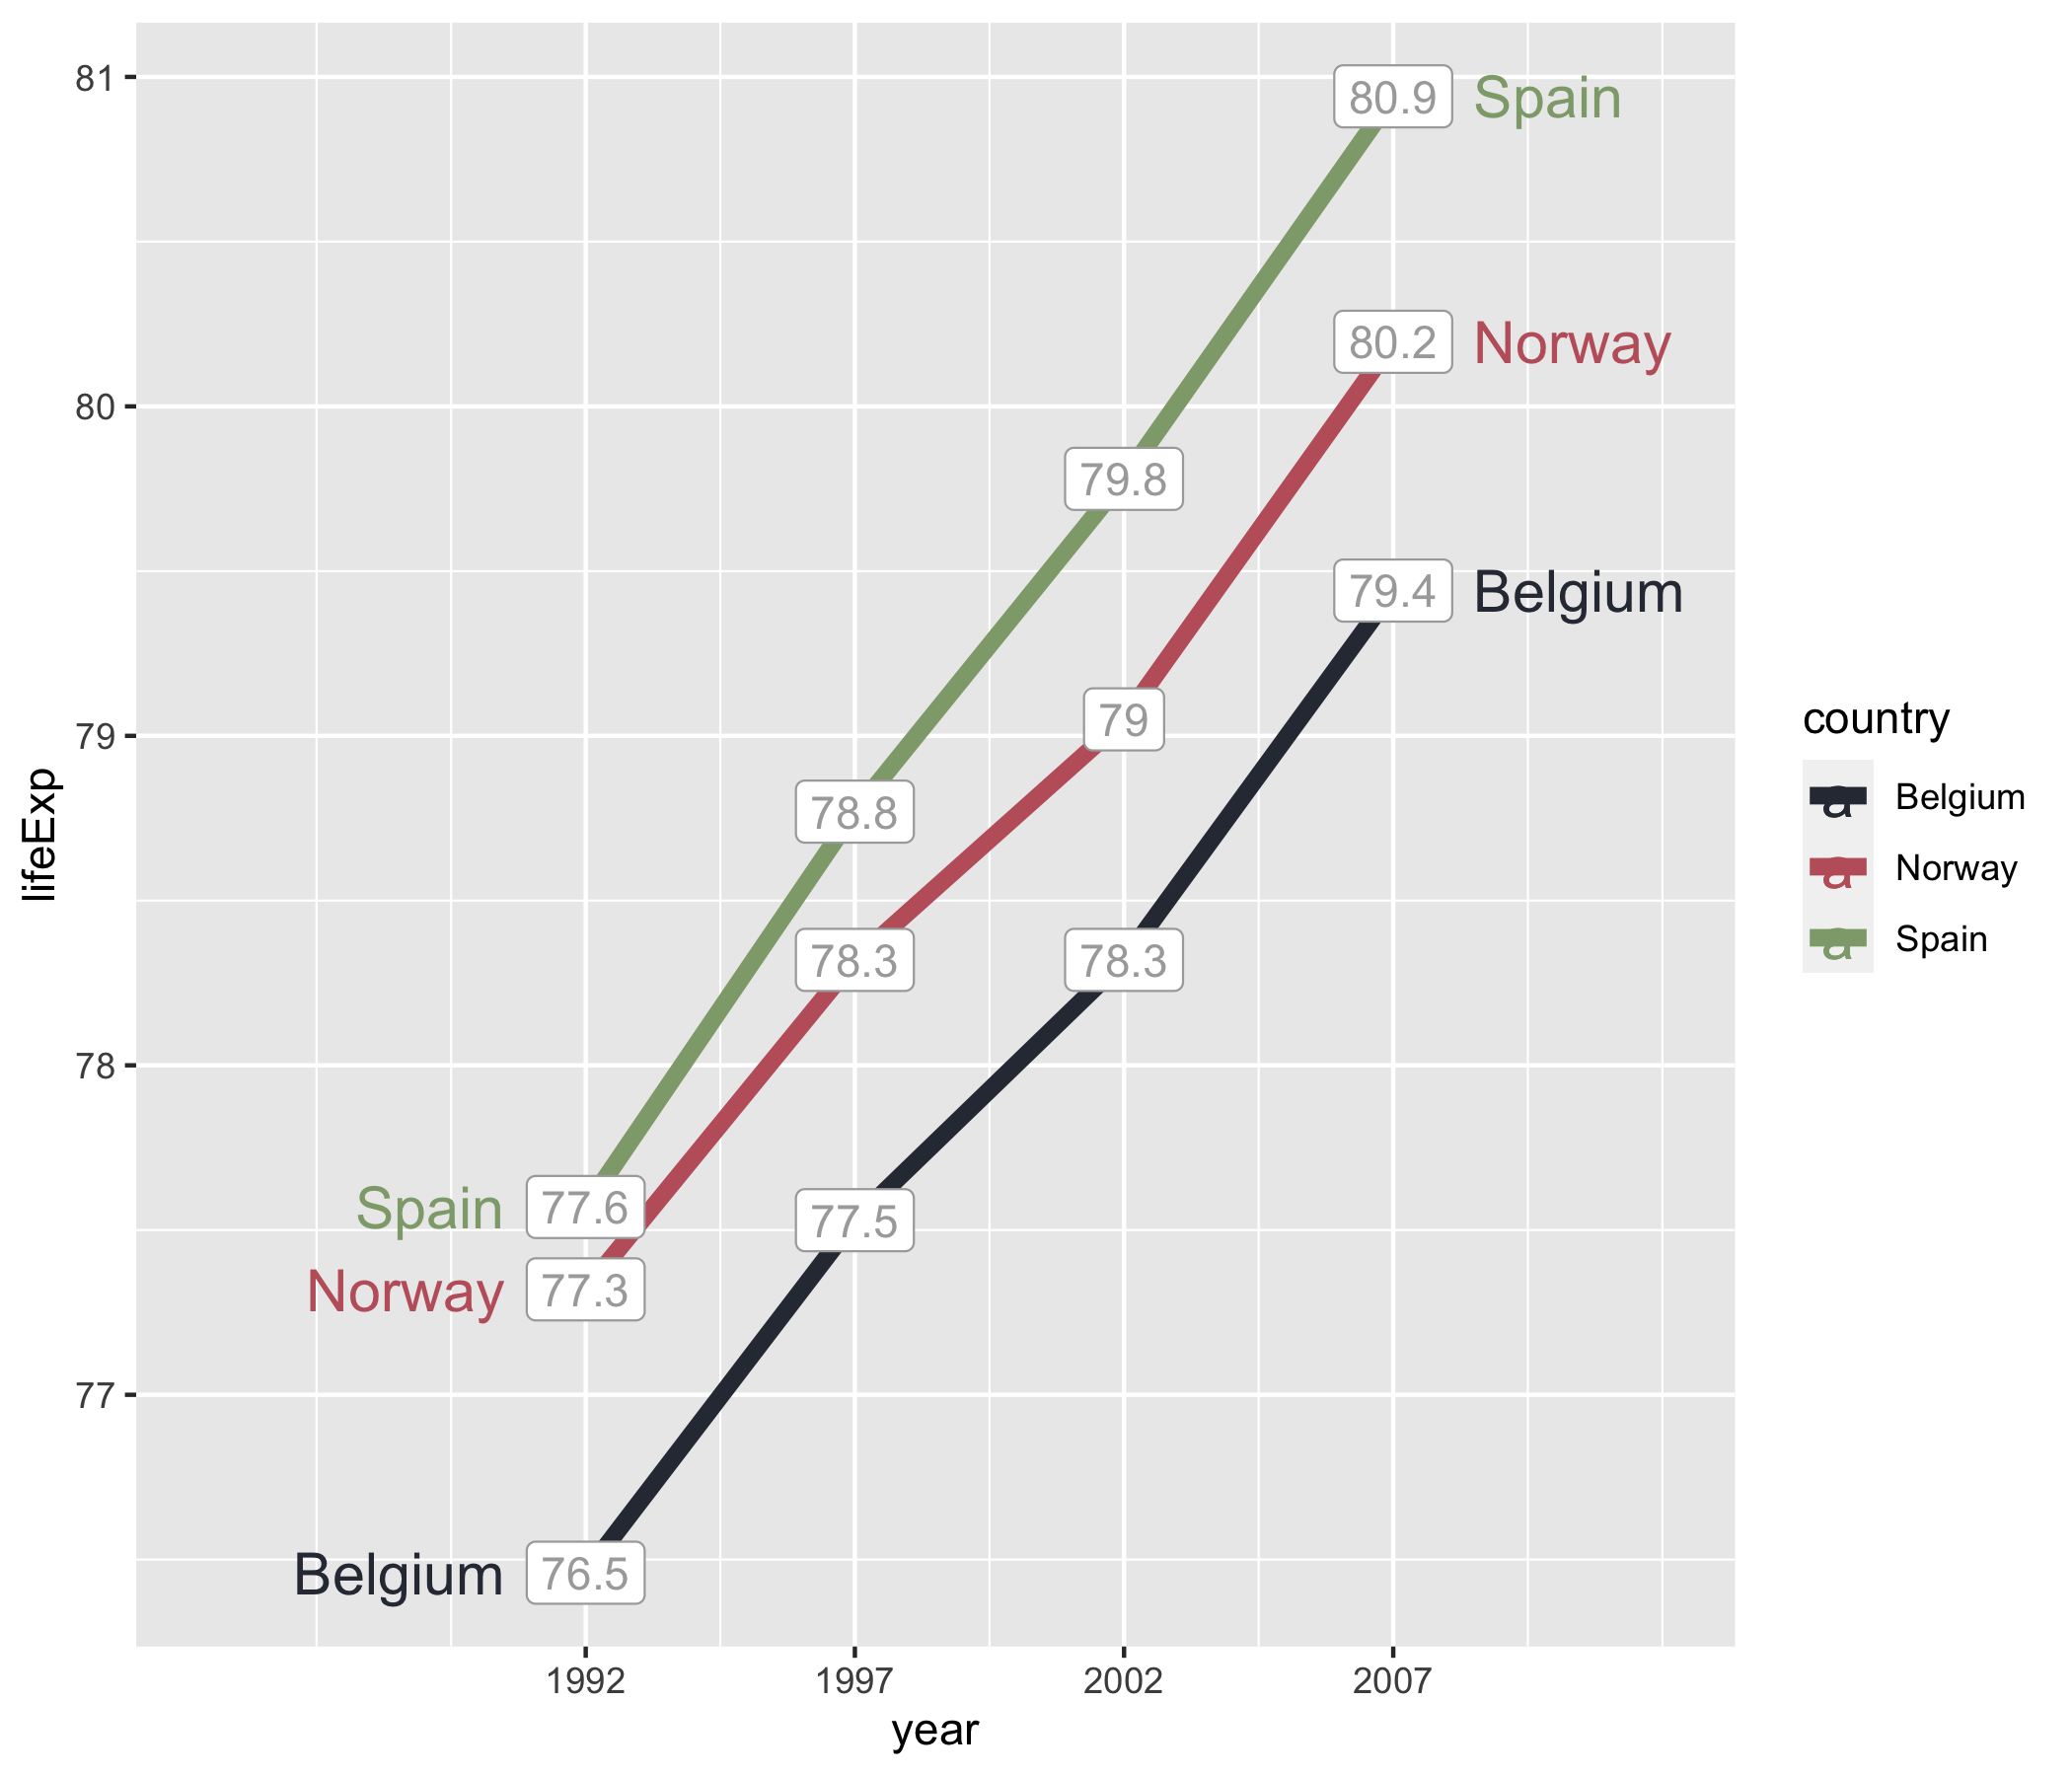 81
80.9 Spain
80.2 Norway
80
79.8
79.4 Belgium
79
79
78.8
78.3
78.3
78
77.6
Spain
77.5
77.3
Norway
77
76.5
Belgium
lifeExp
1992 1997 2002 2007
year
country
a Belgium
a Norway
a Spain